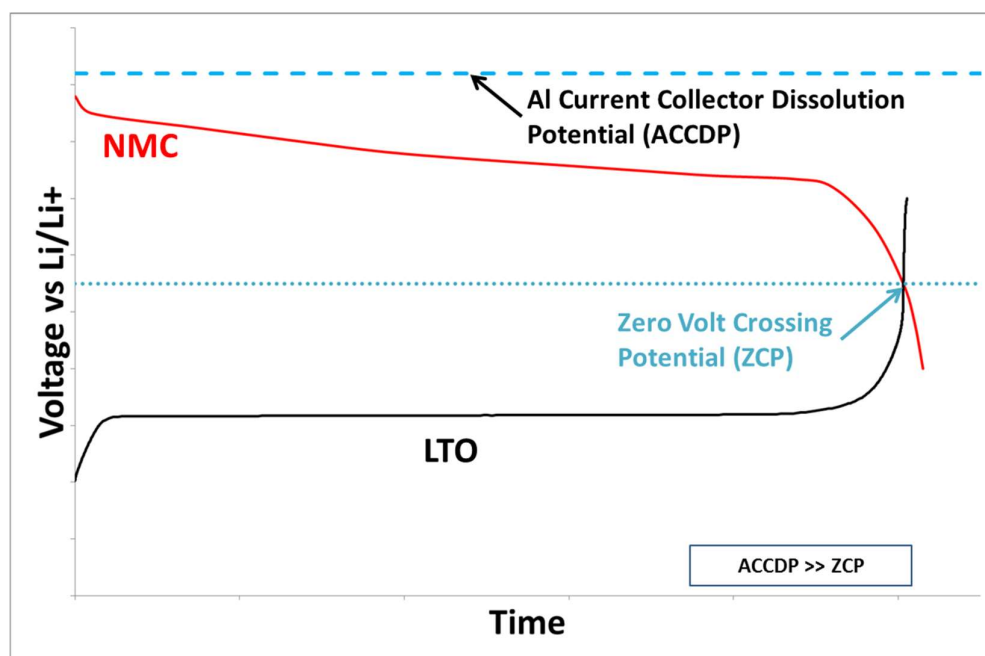 Al Current Collector Dissolution
Potential (ACCDP)
NMC
Voltage vs Li/Li+
Zero Volt Crossing
Potential (ZCP)
LTO
ACCDP >> ZCP
Time